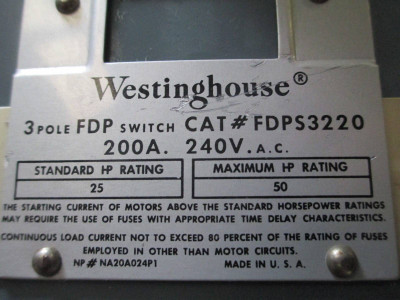 Westinghouse®
3 POLE FDP SWITCH CAT# FDPS3220
200A. 240V. A.C.
STANDARD HP RATING MAXIMUM HP RATING
25 50
THE STARTING CURRENT OF MOTORS ABOVE THE STANDARD HORSEPOWER RATINGS
MAY REQUIRE THE USE OF FUSES WITH APPROPRIATE TIME DELAY CHARACTERISTICS.
CONTINUOUS LOAD CURRENT NOT TO EXCEED 80 PERCENT OF THE RATING OF FUSES
EMPLOYED IN OTHER THAN MOTOR CIRCUITS.
NP# NA20A024P1 MADE IN U.S.A.